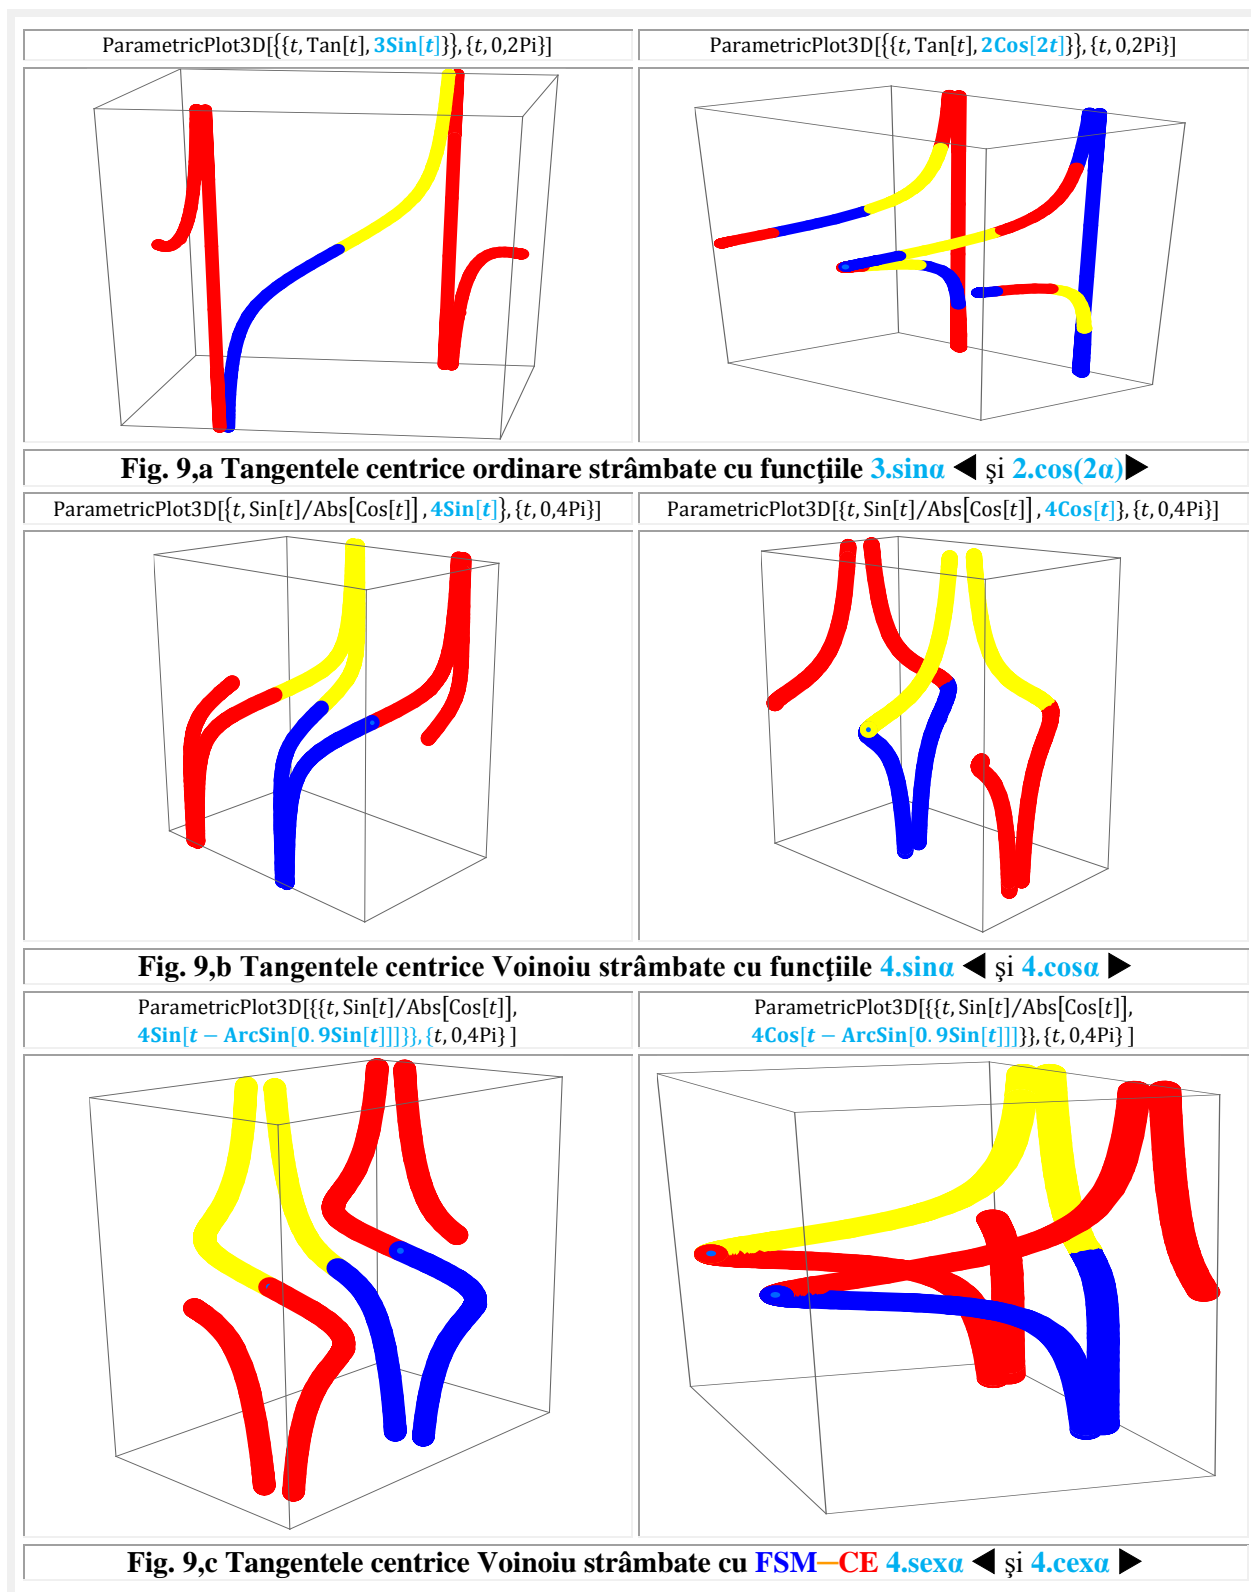 ParametricPlot3D[{{t, Tan[t], 3Sin[t]}}, {t, 0,2Pi}]
ParametricPlot3D[{{t, Tan[t], 2Cos[2t]}}, {t, 0,2Pi}]
Fig. 9,a Tangentele centrice ordinare strâmbate cu funcţiile 3.sinα ◄ şi 2.cos(2α)►
ParametricPlot3D[{t, Sin[t]/Abs[Cos[t]] , 4Sin[t]}, {t, 0,4Pi}]
ParametricPlot3D[{t, Sin[t]/Abs[Cos[t]] , 4Cos[t]}, {t, 0,4Pi}]
Fig. 9,b Tangentele centrice Voinoiu strâmbate cu funcţiile 4.sinα ◄ şi 4.cosα ►
ParametricPlot3D[{{t, Sin[t]/Abs[Cos[t]],
4Sin[t − ArcSin[0.9Sin[t]]]}}, {t, 0,4Pi} ]
ParametricPlot3D[{{t, Sin[t]/Abs[Cos[t]],
4Cos[t − ArcSin[0.9Sin[t]]]}}, {t, 0,4Pi} ]
Fig. 9,c Tangentele centrice Voinoiu strâmbate cu FSM—CE 4.sexα ◄ şi 4.cexα ►